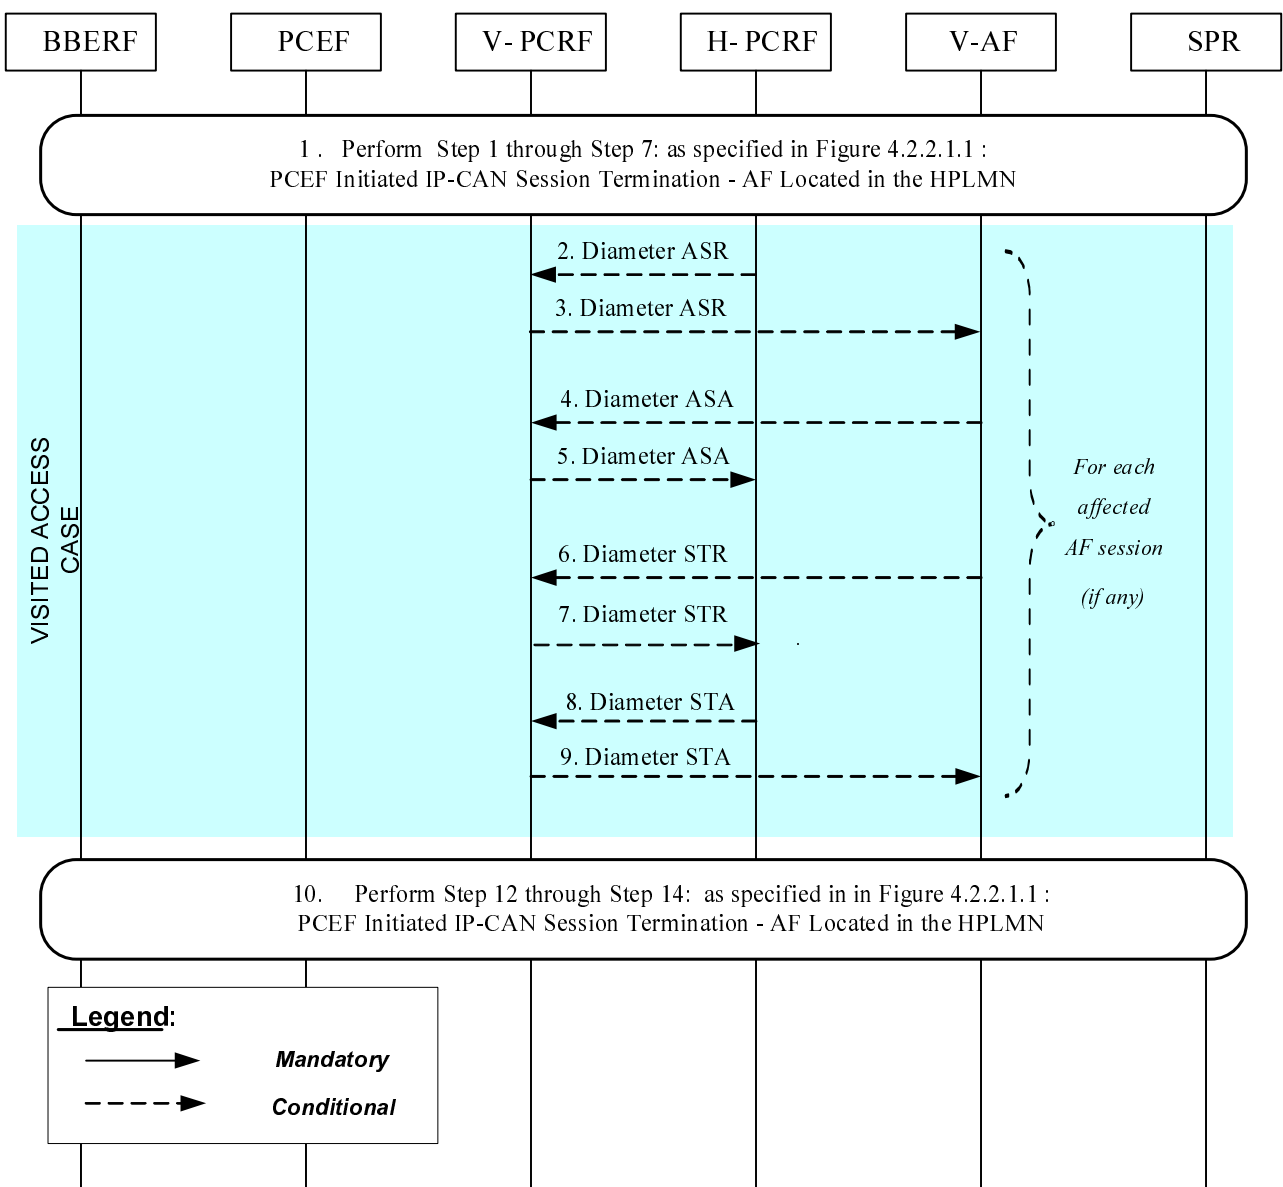 BBERF
PCEF
V- PCRF
H- PCRF
V-AF
SPR
1 .   Perform  Step 1 through Step 7: as specified in Figure 4.2.2.1.1 :
PCEF Initiated IP-CAN Session Termination - AF Located in the HPLMN
VISITED ACCESS
CASE
2. Diameter ASR
3. Diameter ASR
4. Diameter ASA
5. Diameter ASA
6. Diameter STR
7. Diameter STR
8. Diameter STA
9. Diameter STA
For each
affected
AF session
(if any)
10.    Perform Step 12 through Step 14:  as specified in in Figure 4.2.2.1.1 :
PCEF Initiated IP-CAN Session Termination - AF Located in the HPLMN
Legend:
Mandatory
Conditional